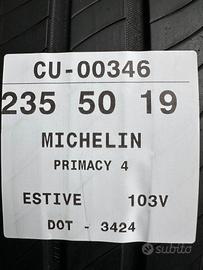 CU-00346
235 50 19
MICHELIN
PRIMACY 4
ESTIVE 103V
DOT - 3424
subito